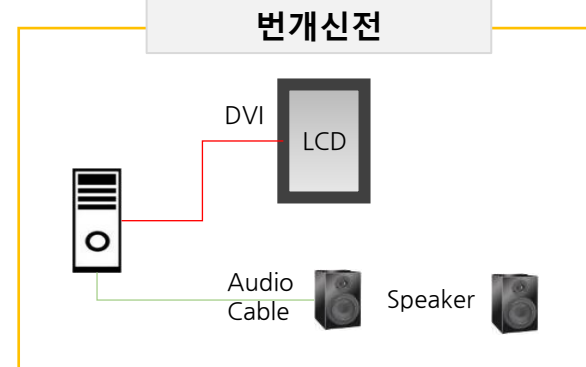 번개신전
DVI
LCD
Audio
Cable
Speaker